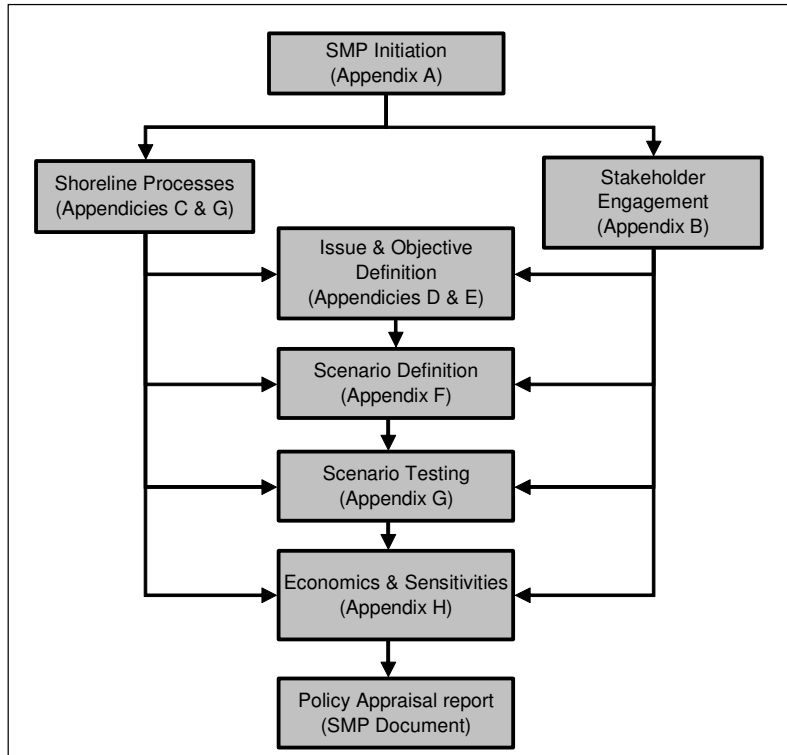 SMP Initiation
(Appendix A)
Shoreline Processes
(Appendicies C & G)
Stakeholder
Engagement
(Appendix B)
Issue & Objective
Definition
(Appendicies D & E)
Scenario Definition
(Appendix F)
Scenario Testing
(Appendix G)
Economics & Sensitivities
(Appendix H)
Policy Appraisal report
(SMP Document)